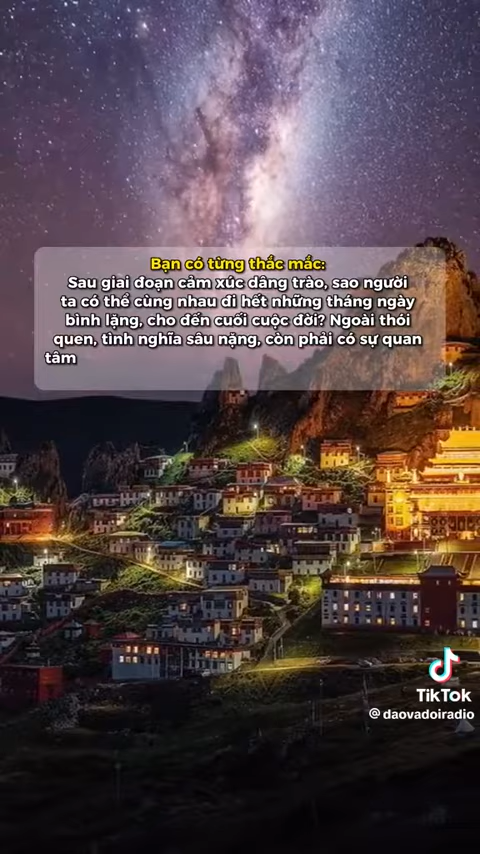 Bạn có từng thắc mắc:
Sau giai đoạn cảm xúc dâng trào, sao người
ta có thể cùng nhau đi hết những tháng ngày
bình lặng, cho đến cuối cuộc đời? Ngoài thói
quen, tình nghĩa sâu nặng, còn phải có sự quan
tâm
TikTok
@daovadoiradio